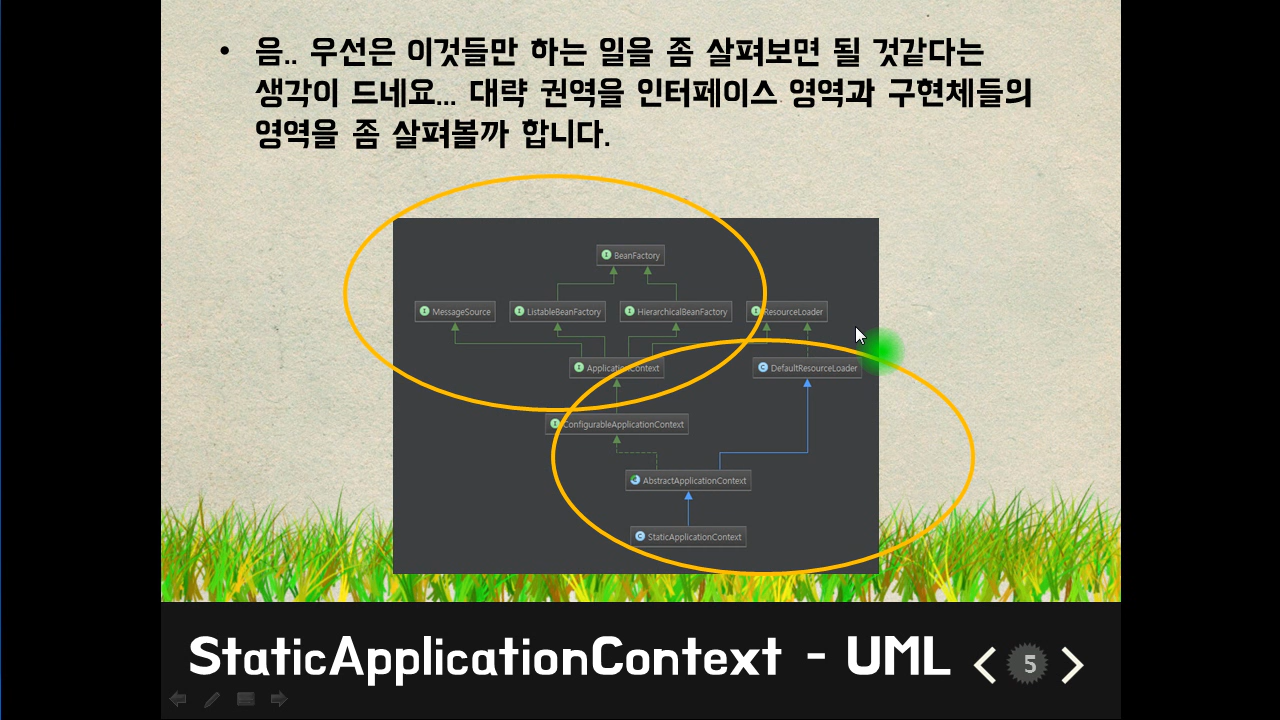 • 음.. 우선은 이것들만 하는 일을 좀 살펴보면 될 것같다는
생각이 드네요... 대략 권역을 인터페이스 영역과 구현체들의
영역을 좀 살펴볼까 합니다.
BeanFactory
MessageSource
ListableBeanFactory
HierarchicalBeanFactory
ResourceLoader
ApplicationContext
DefaultResourceLoader
ConfigurableApplicationContext
AbstractApplicationContext
StaticApplicationContext
StaticApplicationContext - UML
5